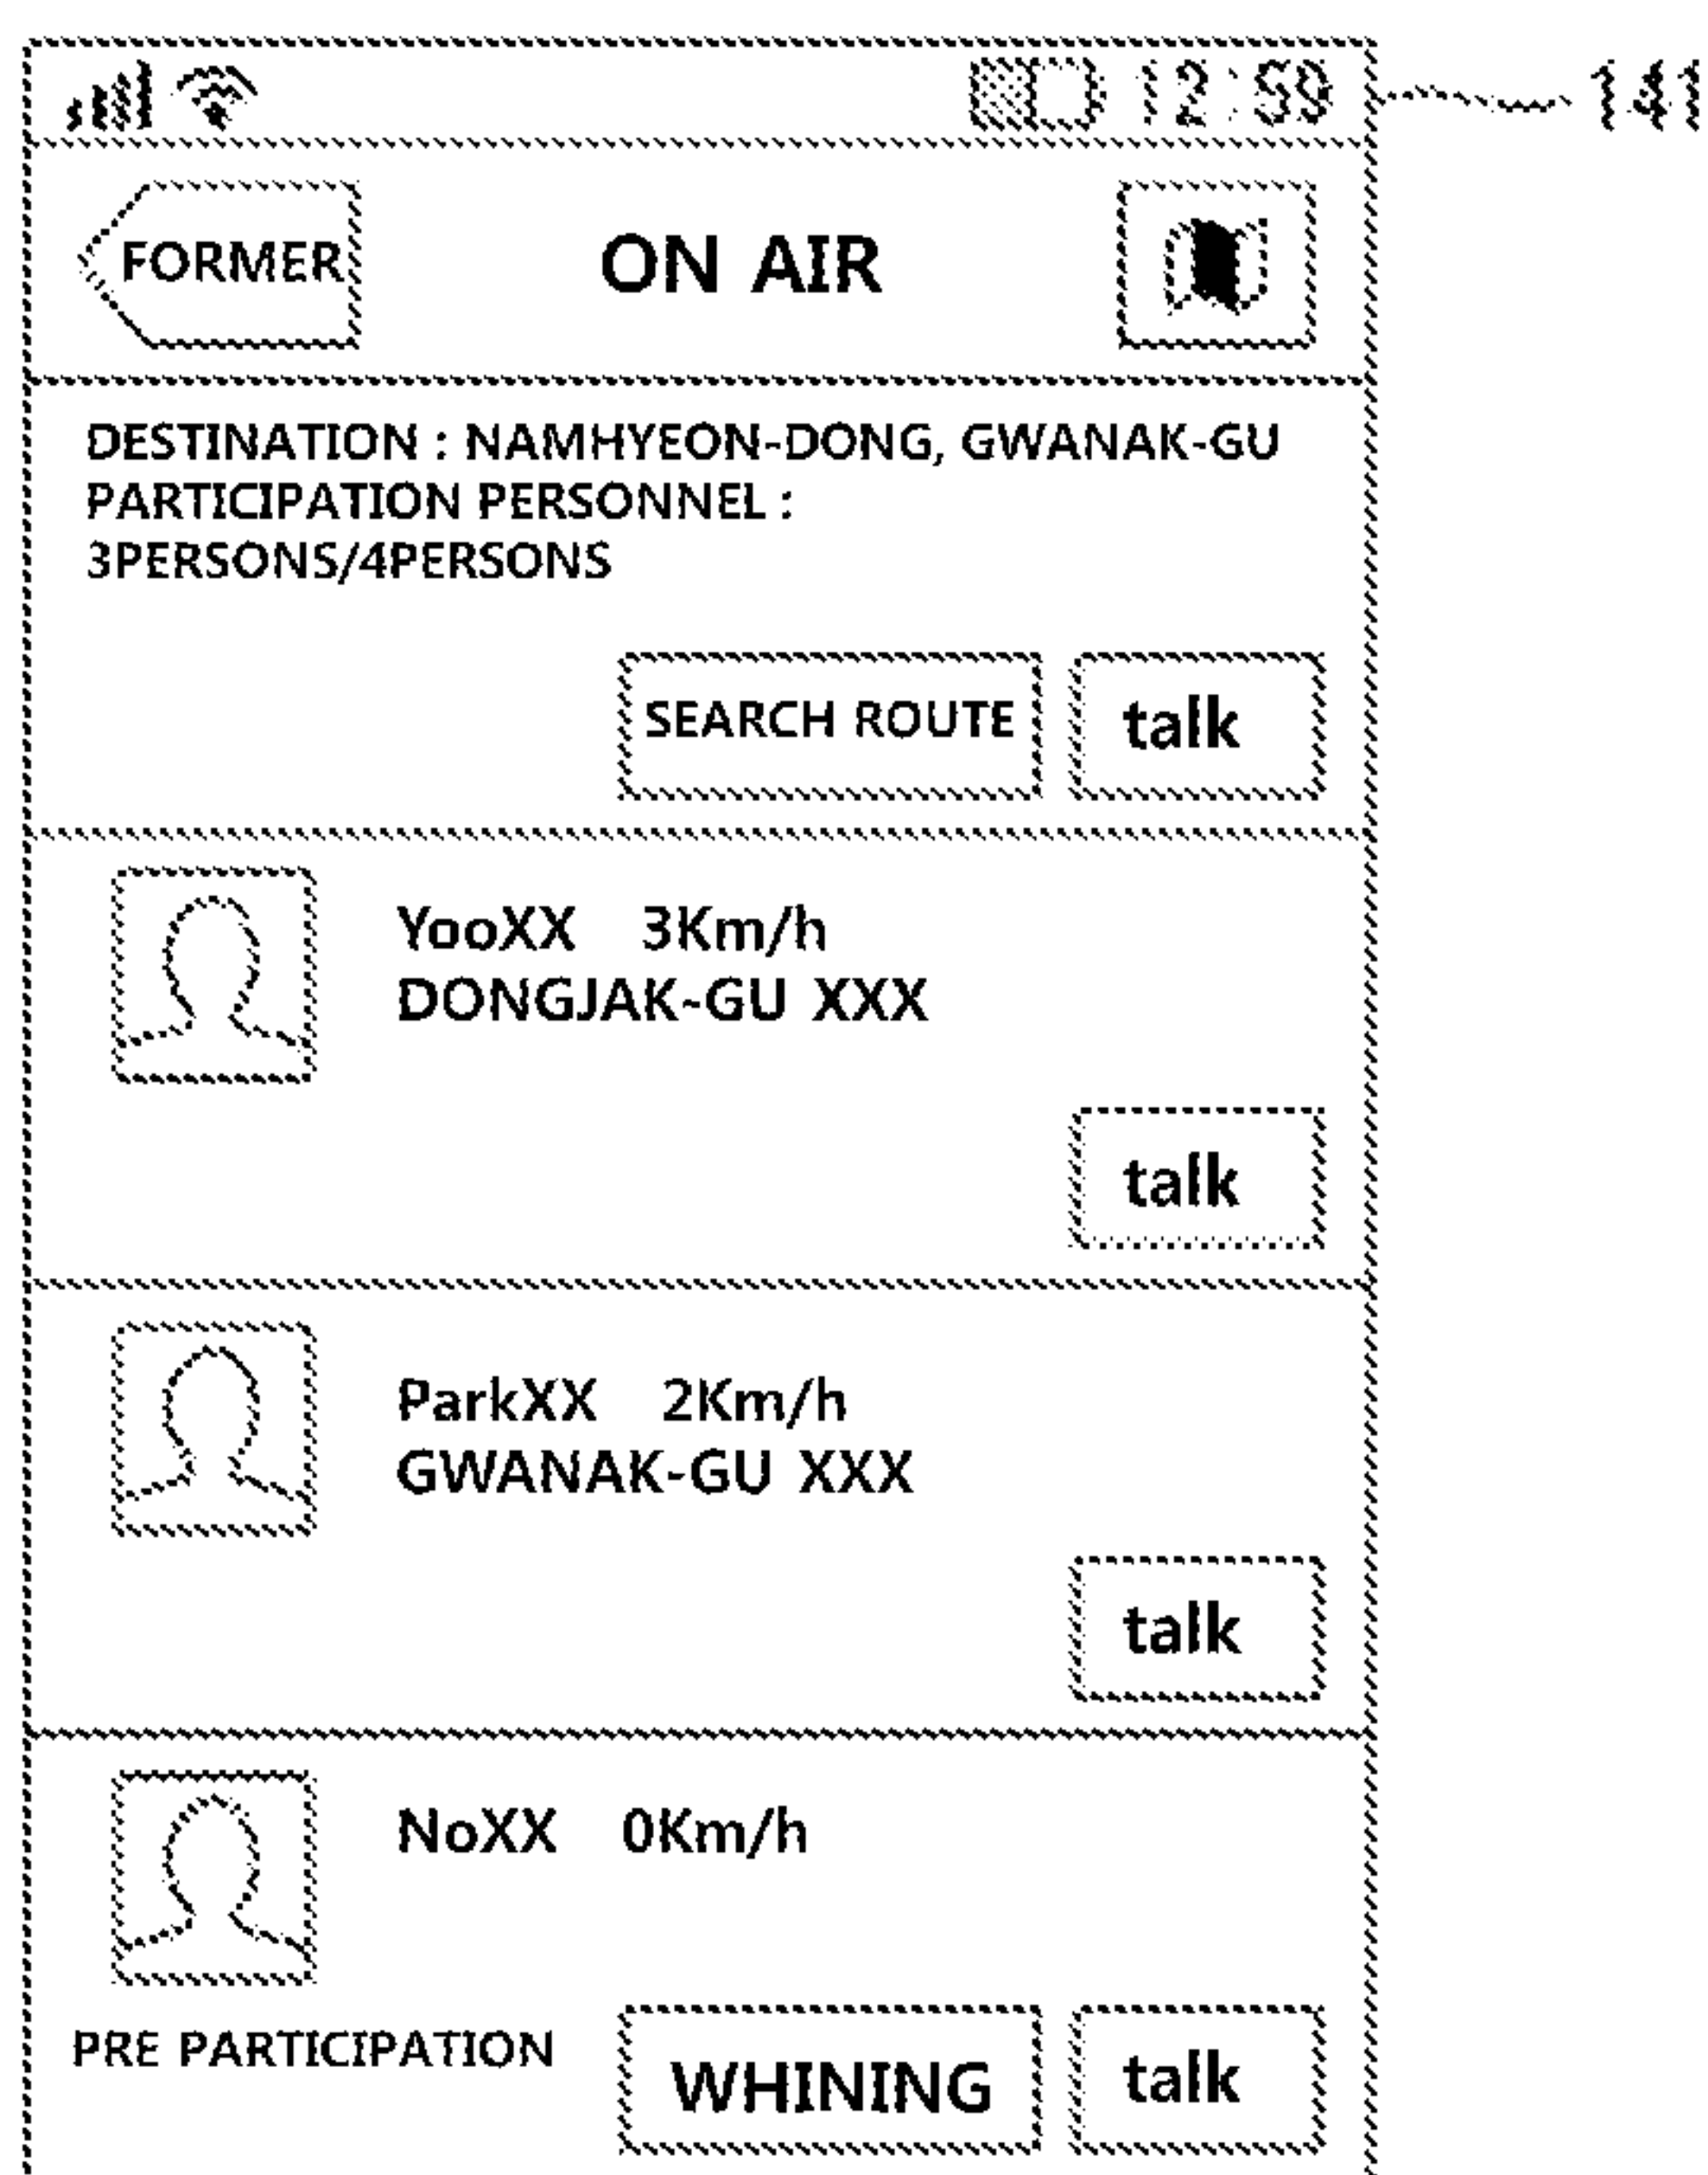 12:59 141
FORMER ON AIR
DESTINATION : NAMHYEON-DONG, GWANAK-GU
PARTICIPATION PERSONNEL :
3PERSONS/4PERSONS
SEARCH ROUTE talk
YooXX 3Km/h
DONGJAK-GU XXX
talk
ParkXX 2Km/h
GWANAK-GU XXX
talk
NoXX 0Km/h
PRE PARTICIPATION WHINING talk